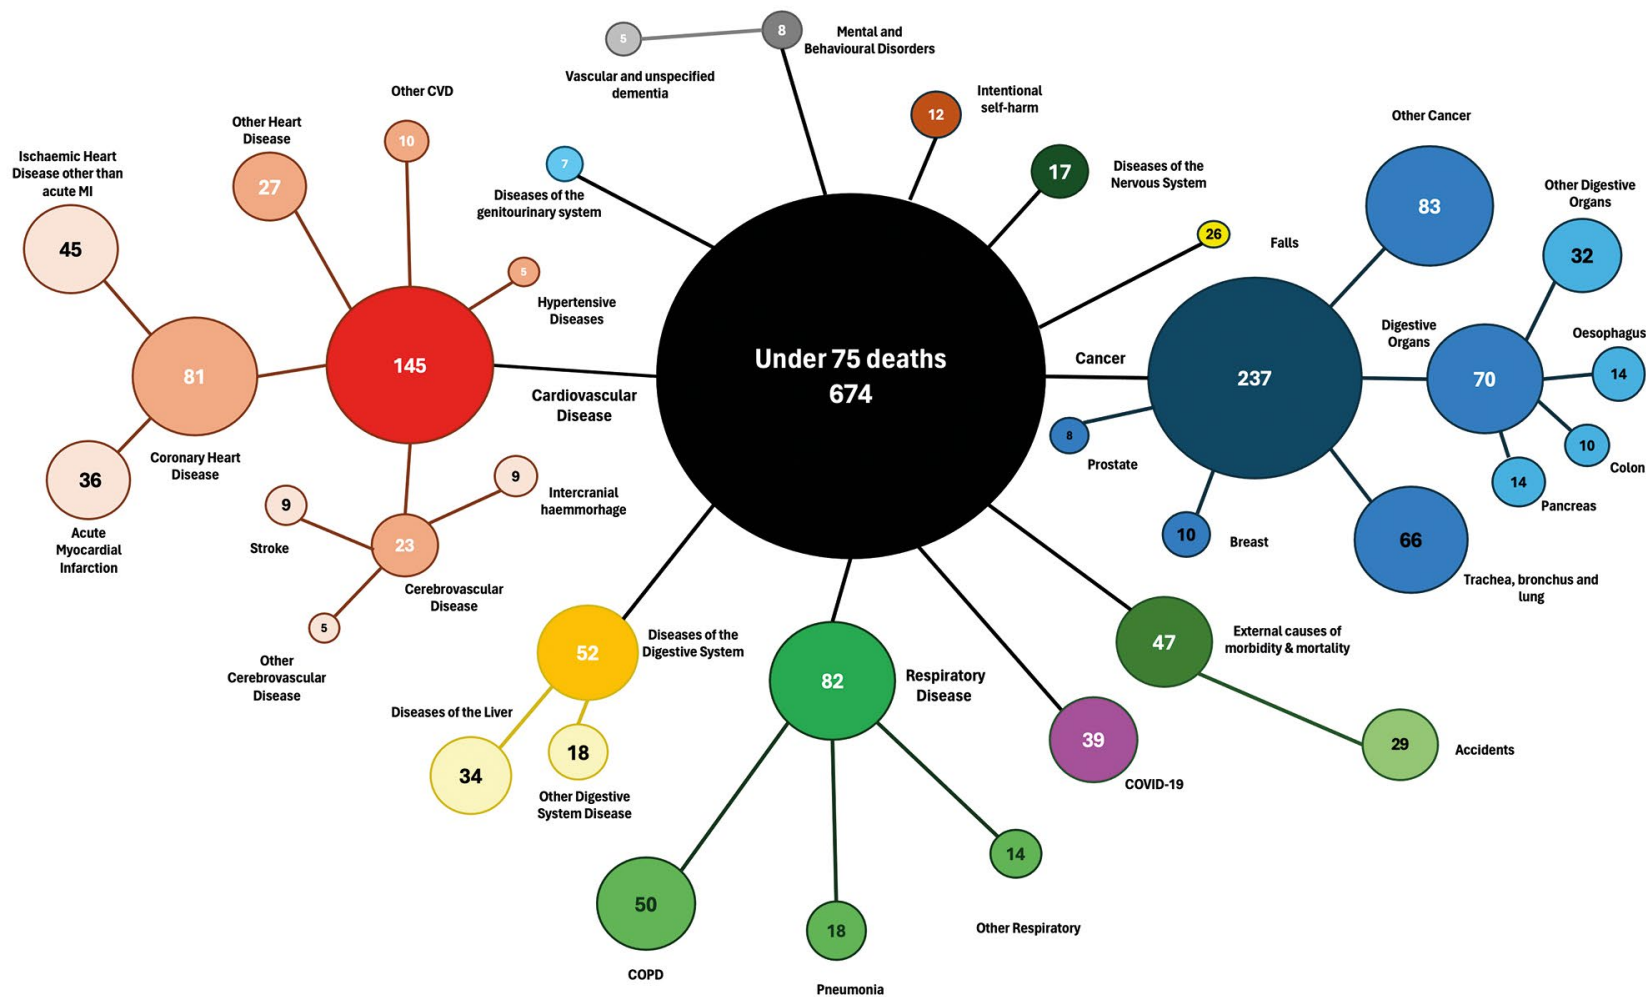 5
8
Mental and
Behavioural Disorders
Vascular and unspecified
dementia
Other CVD
10
Other Heart
Disease
27
Ischaemic Heart
Disease other than
acute MI
45
7
Diseases of the
genitourinary system
12
Intentional
self-harm
17
Diseases of the
Nervous System
26
Falls
Other Cancer
83
Other Digestive
Organs
32
5
Hypertensive
Diseases
81
Coronary Heart
Disease
36
Acute
Myocardial
Infarction
145
Cardiovascular
Disease
Under 75 deaths
674
Cancer
237
Digestive
Organs
70
Oesophagus
14
10
Colon
14
Pancreas
8
Prostate
10
Breast
66
Trachea, bronchus and
lung
9
Intercranial
haemmorhage
9
Stroke
23
Cerebrovascular
Disease
5
Other
Cerebrovascular
Disease
52
Diseases of the
Digestive System
Diseases of the Liver
34
18
Other Digestive
System Disease
82
Respiratory
Disease
50
COPD
18
Pneumonia
14
Other Respiratory
39
COVID-19
47
External causes of
morbidity & mortality
29
Accidents